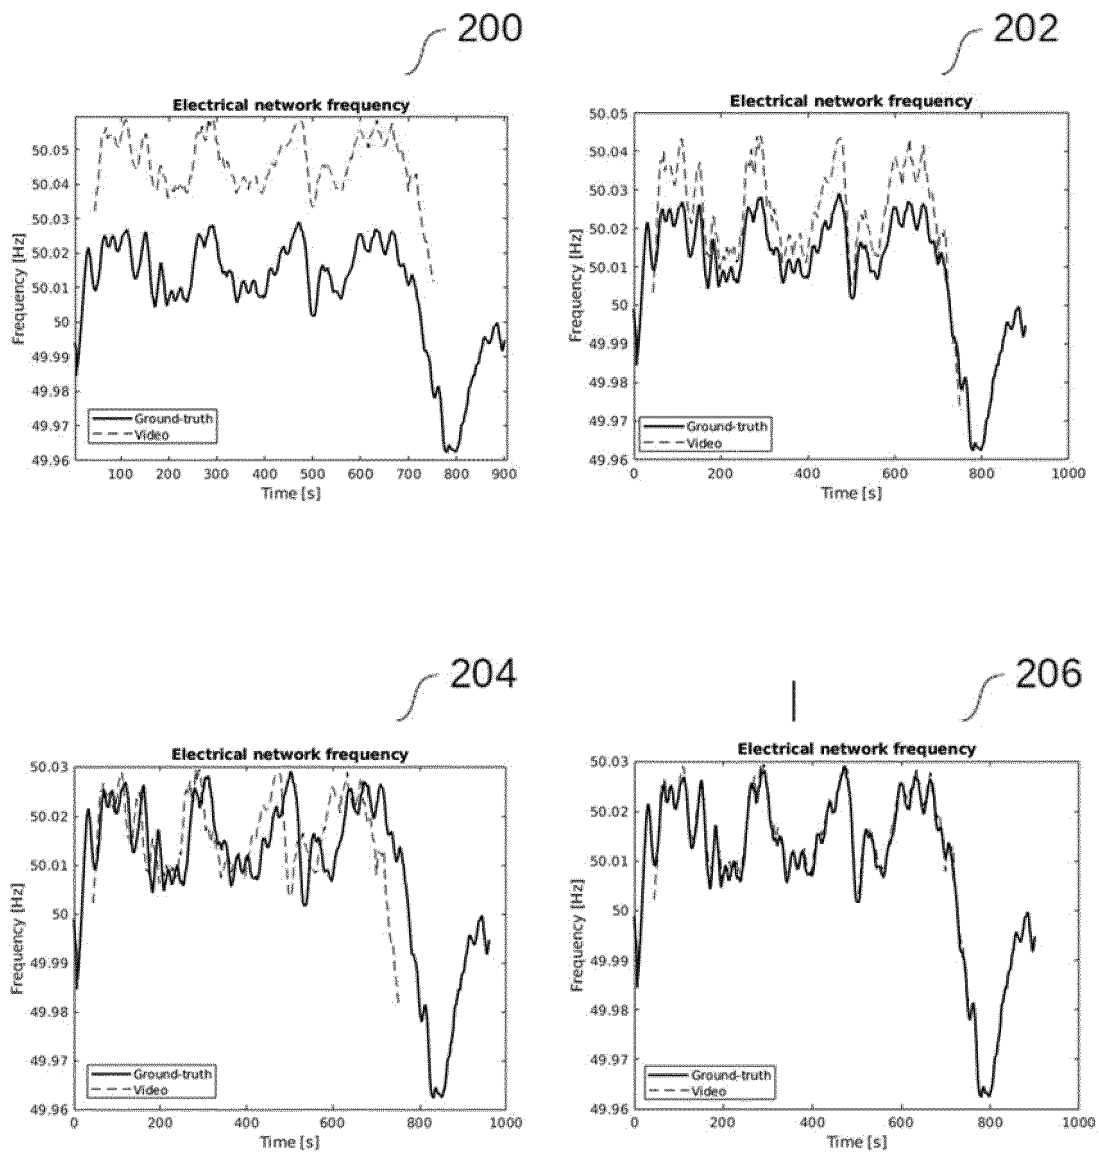 200
202
Electrical network frequency
50.05
50.04
50.03
50.02
50.01
50
49.99
49.98
49.97
49.96
Frequency [Hz]
Ground-truth
Video
100 200 300 400 500 600 700 800 900
Time [s]
Electrical network frequency
50.05
50.04
50.03
50.02
50.01
50
49.99
49.98
49.97
49.96
Frequency [Hz]
Ground-truth
Video
0 200 400 600 800 1000
Time [s]
204
206
Electrical network frequency
50.03
50.02
50.01
50
49.99
49.98
49.97
49.96
Frequency [Hz]
Ground-truth
Video
0 200 400 600 800 1000
Time [s]
Electrical network frequency
50.03
50.02
50.01
50
49.99
49.98
49.97
49.96
Frequency [Hz]
Ground-truth
Video
0 200 400 600 800 1000
Time [s]